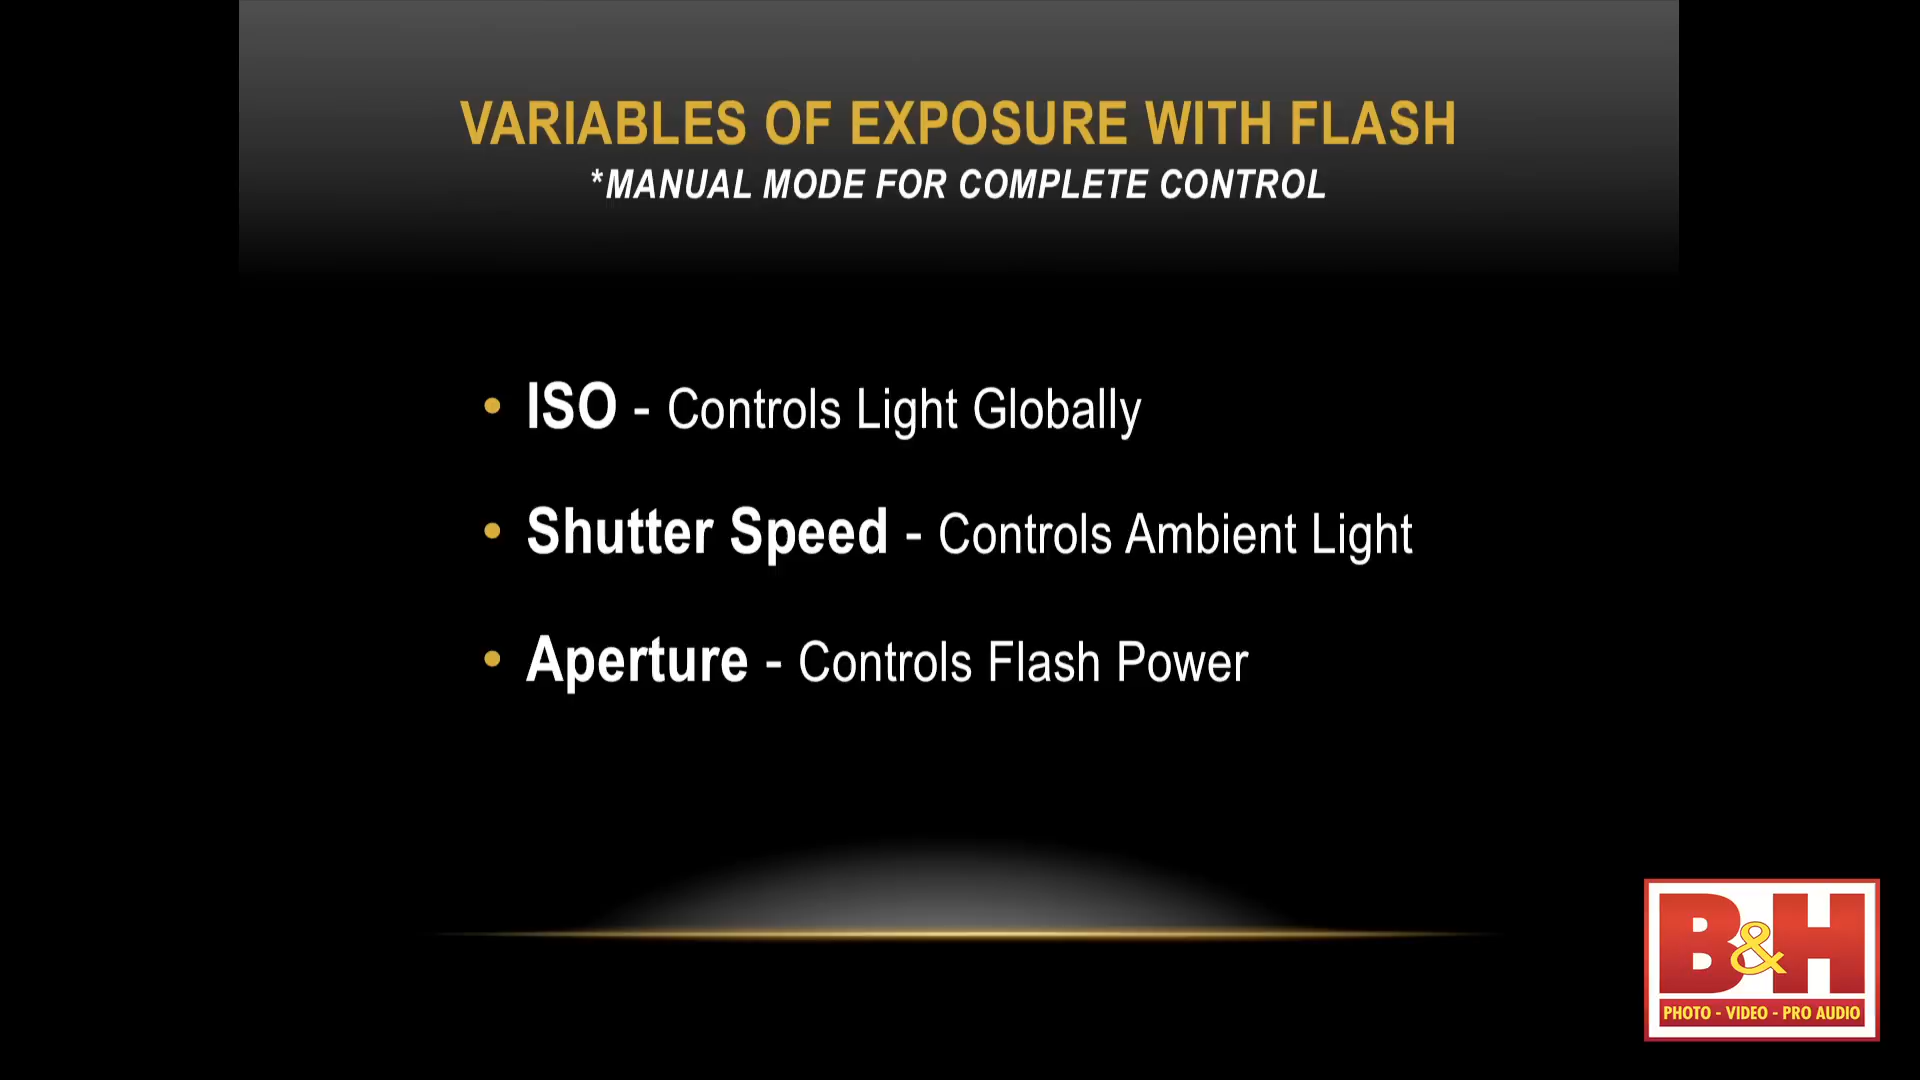 VARIABLES OF EXPOSURE WITH FLASH
*MANUAL MODE FOR COMPLETE CONTROL
• ISO - Controls Light Globally
• Shutter Speed - Controls Ambient Light
• Aperture - Controls Flash Power
B&H
PHOTO - VIDEO - PRO AUDIO